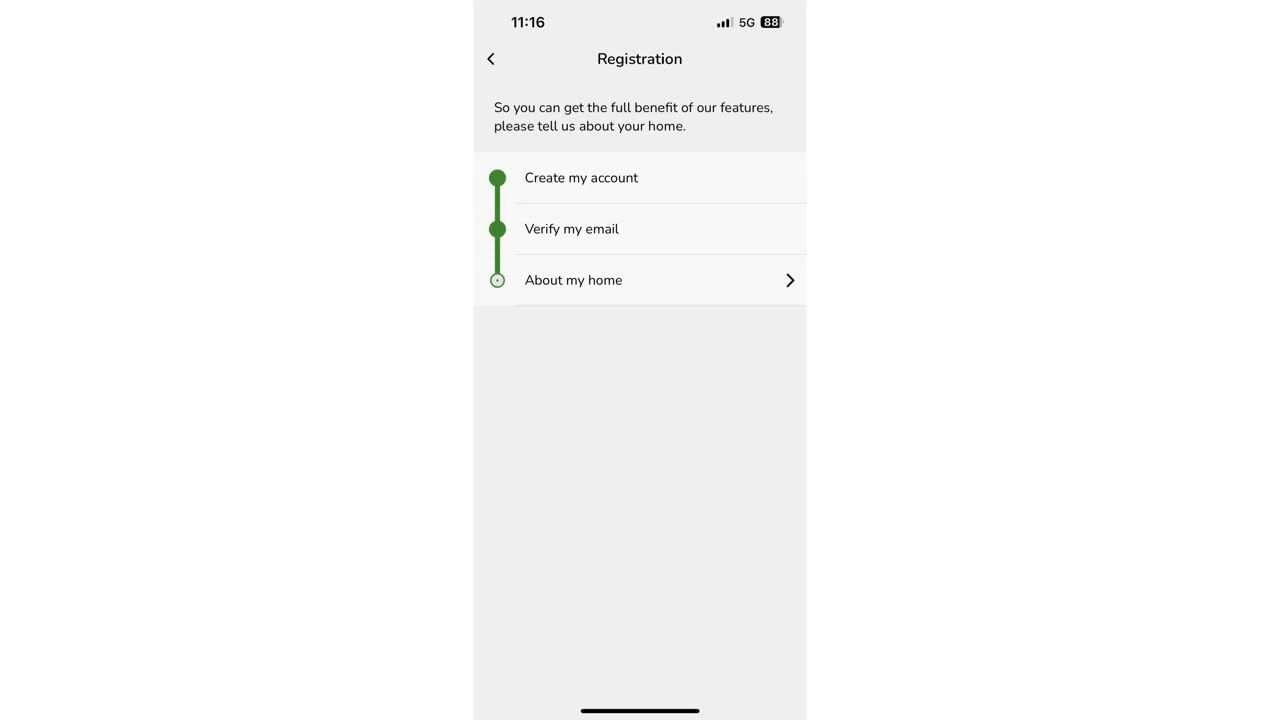 11:16
5G 88
Registration
So you can get the full benefit of our features,
please tell us about your home.
Create my account
Verify my email
About my home